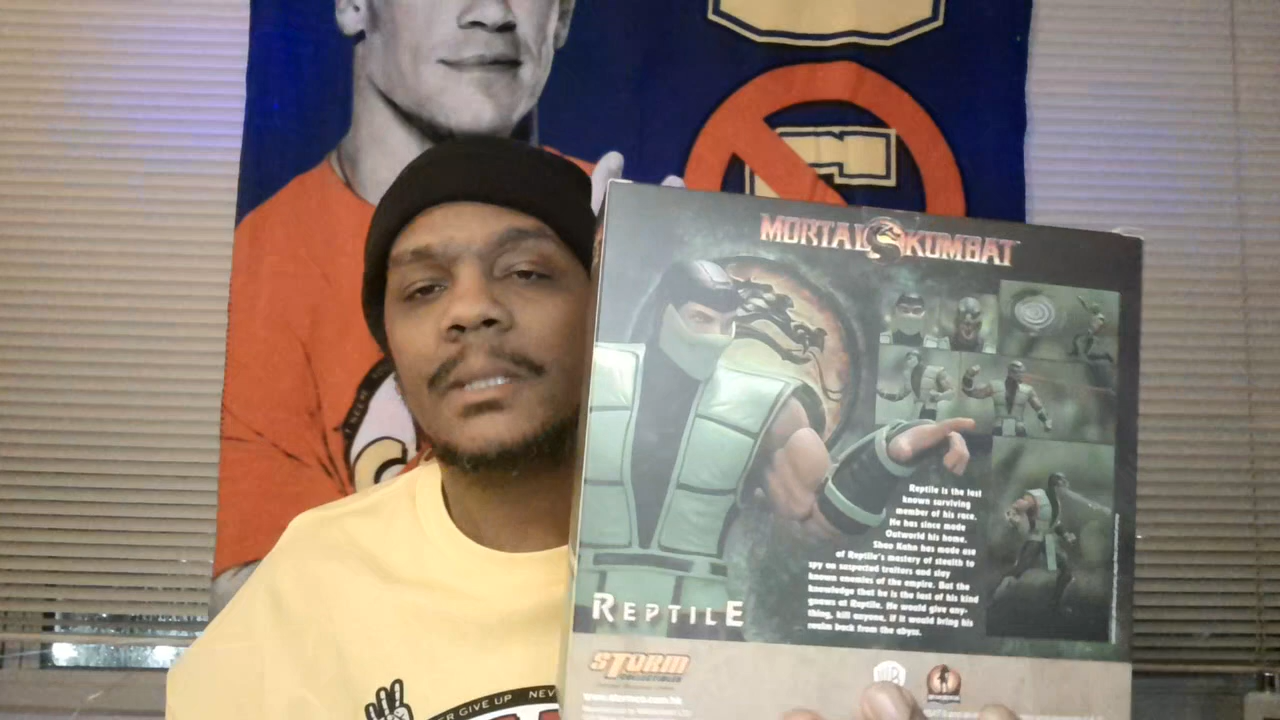 MORTAL KOMBAT
Reptile is the last
known surviving
member of his race.
He has since made
Outworld his home.
Shao Kahn has made use
of Reptile's mastery of stealth to
spy on suspected traitors and slay
known enemies of the empire. But the
knowledge that he is the last of his kind
gnaws at Reptile. He would give any-
thing, kill anyone, if it would bring his
realm back from the abyss.
REPTILE
STORM
COLLECTIBLES
ER GIVE UP NEV